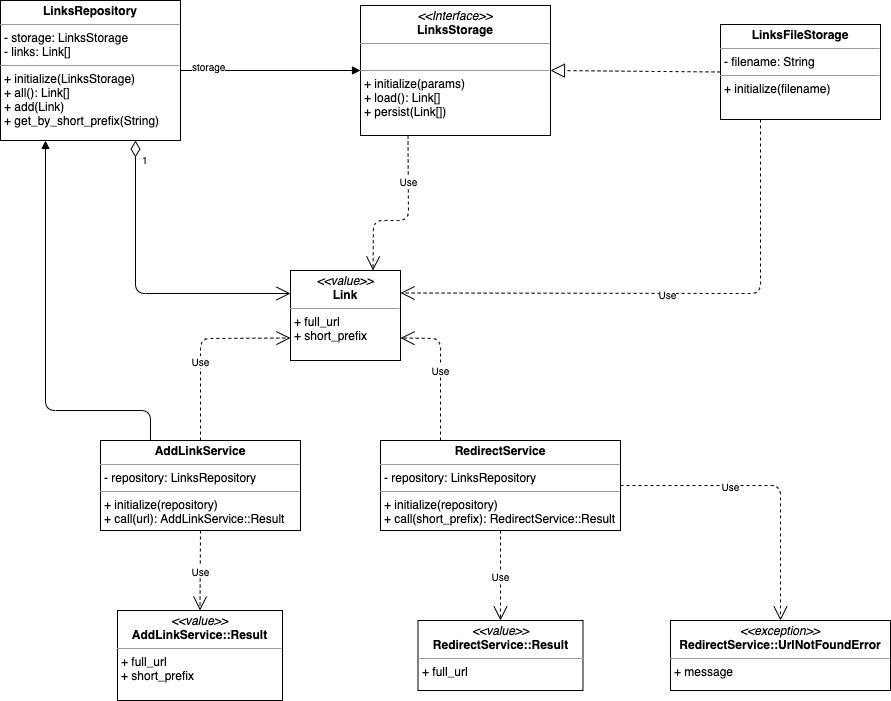 LinksRepository
- storage: LinksStorage
- links: Link[]
+ initialize(LinksStorage)
+ all(): Link[]
+ add(Link)
+ get_by_short_prefix(String)
storage
1
<<Interface>>
LinksStorage
+ initialize(params)
+ load(): Link[]
+ persist(Link[])
LinksFileStorage
- filename: String
+ initialize(filename)
Use
Use
<<value>>
Link
+ full_url
+ short_prefix
Use
Use
AddLinkService
- repository: LinksRepository
+ initialize(repository)
+ call(url): AddLinkService::Result
RedirectService
- repository: LinksRepository
+ initialize(repository)
+ call(short_prefix): RedirectService::Result
Use
Use
Use
<<value>>
AddLinkService::Result
+ full_url
+ short_prefix
<<value>>
RedirectService::Result
+ full_url
<<exception>>
RedirectService::UrlNotFoundError
+ message